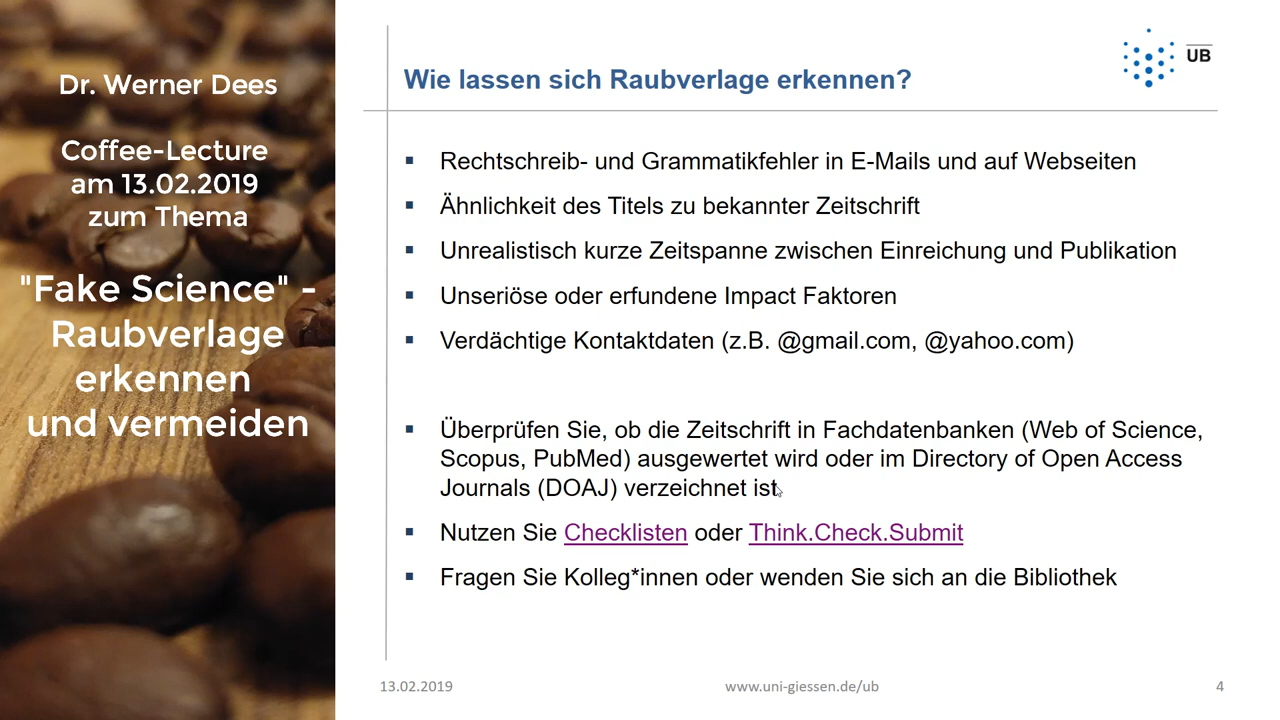 Dr. Werner Dees
Coffee-Lecture
am 13.02.2019
zum Thema
"Fake Science" -
Raubverlage
erkennen
und vermeiden
UB
Wie lassen sich Raubverlage erkennen?
▪ Rechtschreib- und Grammatikfehler in E-Mails und auf Webseiten
▪ Ähnlichkeit des Titels zu bekannter Zeitschrift
▪ Unrealistisch kurze Zeitspanne zwischen Einreichung und Publikation
▪ Unseriöse oder erfundene Impact Faktoren
▪ Verdächtige Kontaktdaten (z.B. @gmail.com, @yahoo.com)
▪ Überprüfen Sie, ob die Zeitschrift in Fachdatenbanken (Web of Science,
Scopus, PubMed) ausgewertet wird oder im Directory of Open Access
Journals (DOAJ) verzeichnet ist.
▪ Nutzen Sie Checklisten oder Think.Check.Submit
▪ Fragen Sie Kolleg*innen oder wenden Sie sich an die Bibliothek
13.02.2019
www.uni-giessen.de/ub
4